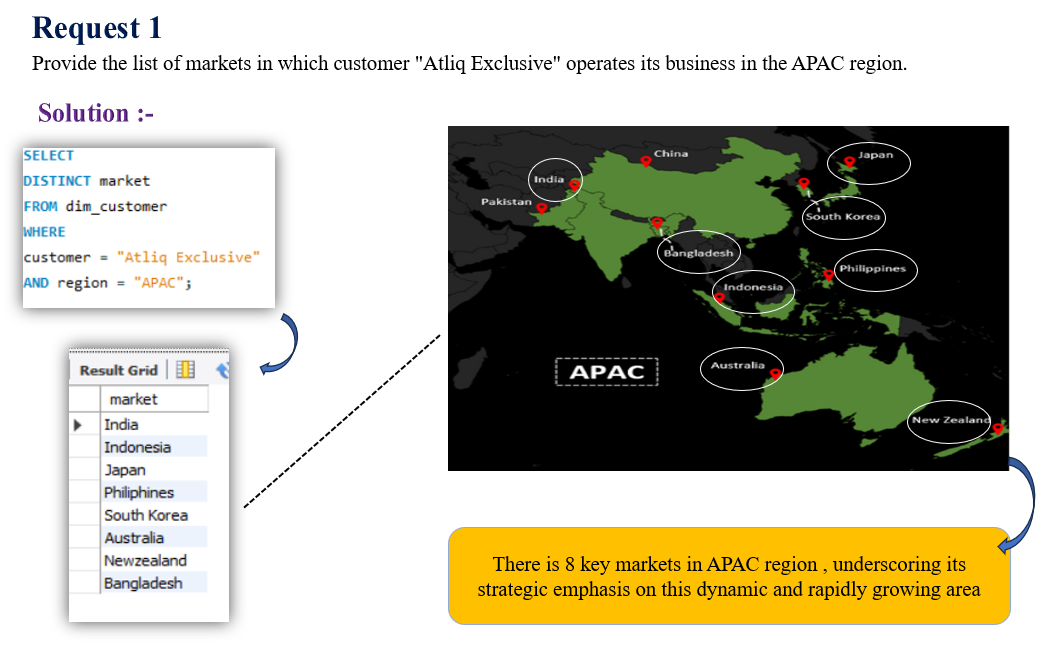 Request 1
Provide the list of markets in which customer "Atliq Exclusive" operates its business in the APAC region.
Solution :-
SELECT
DISTINCT market
FROM dim_customer
WHERE
customer = "Atliq Exclusive"
AND region = "APAC";
Result Grid
market
India
Indonesia
Japan
Philiphines
South Korea
Australia
Newzealand
Bangladesh
China
Japan
India
Pakistan
South Korea
Bangladesh
Philippines
Indonesia
Australia
APAC
New Zealand
There is 8 key markets in APAC region , underscoring its
strategic emphasis on this dynamic and rapidly growing area